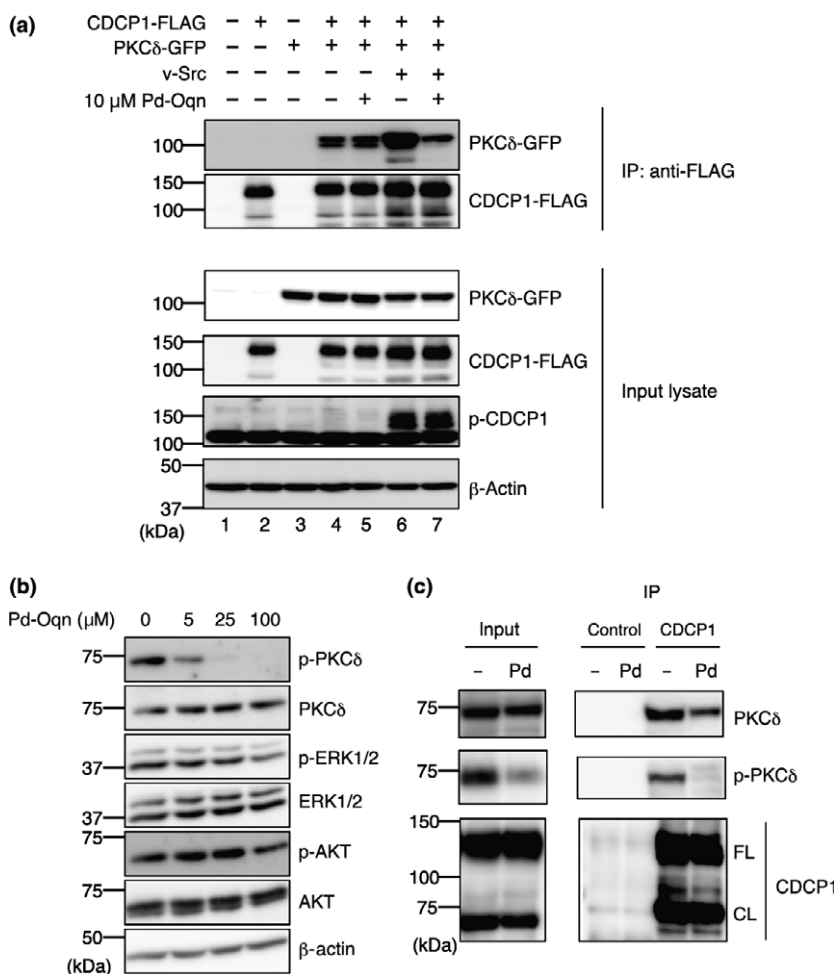 (a)
CDCP1-FLAG − + − + + + +
PKCδ-GFP − − + + + + +
v-Src − − − − − + +
10 µM Pd-Oqn − − − − + − +
100 PKCδ-GFP
150
100 CDCP1-FLAG
IP: anti-FLAG
100 PKCδ-GFP
150
100 CDCP1-FLAG
150 p-CDCP1
100
Input lysate
50
β-Actin
37
(kDa) 1 2 3 4 5 6 7
(b)
Pd-Oqn (µM) 0 5 25 100
75 p-PKCδ
75 PKCδ
37 p-ERK1/2
37 ERK1/2
75 p-AKT
75 AKT
50 β-actin
(kDa)
(c)
IP
Input Control CDCP1
− Pd − Pd − Pd
75 PKCδ
75 p-PKCδ
150
FL
100
CDCP1
75 CL
(kDa)